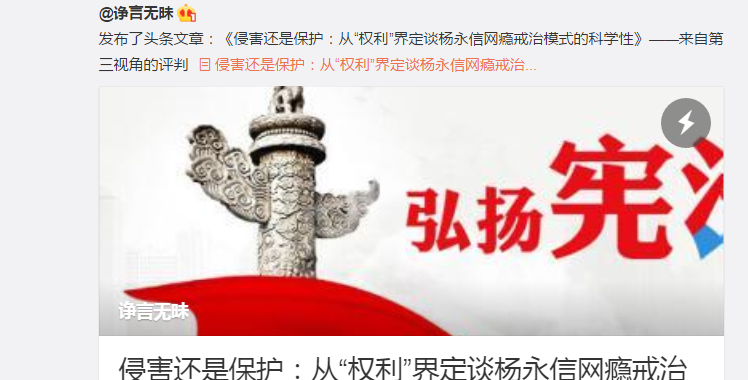 @诤言无昧
发布了头条文章：《侵害还是保护：从“权利”界定谈杨永信网瘾戒治模式的科学性》——来自第
三视角的评判 侵害还是保护：从“权利”界定谈杨永信网瘾戒治...
弘扬宪
诤言无昧
侵害还是保护：从“权利”界定谈杨永信网瘾戒治